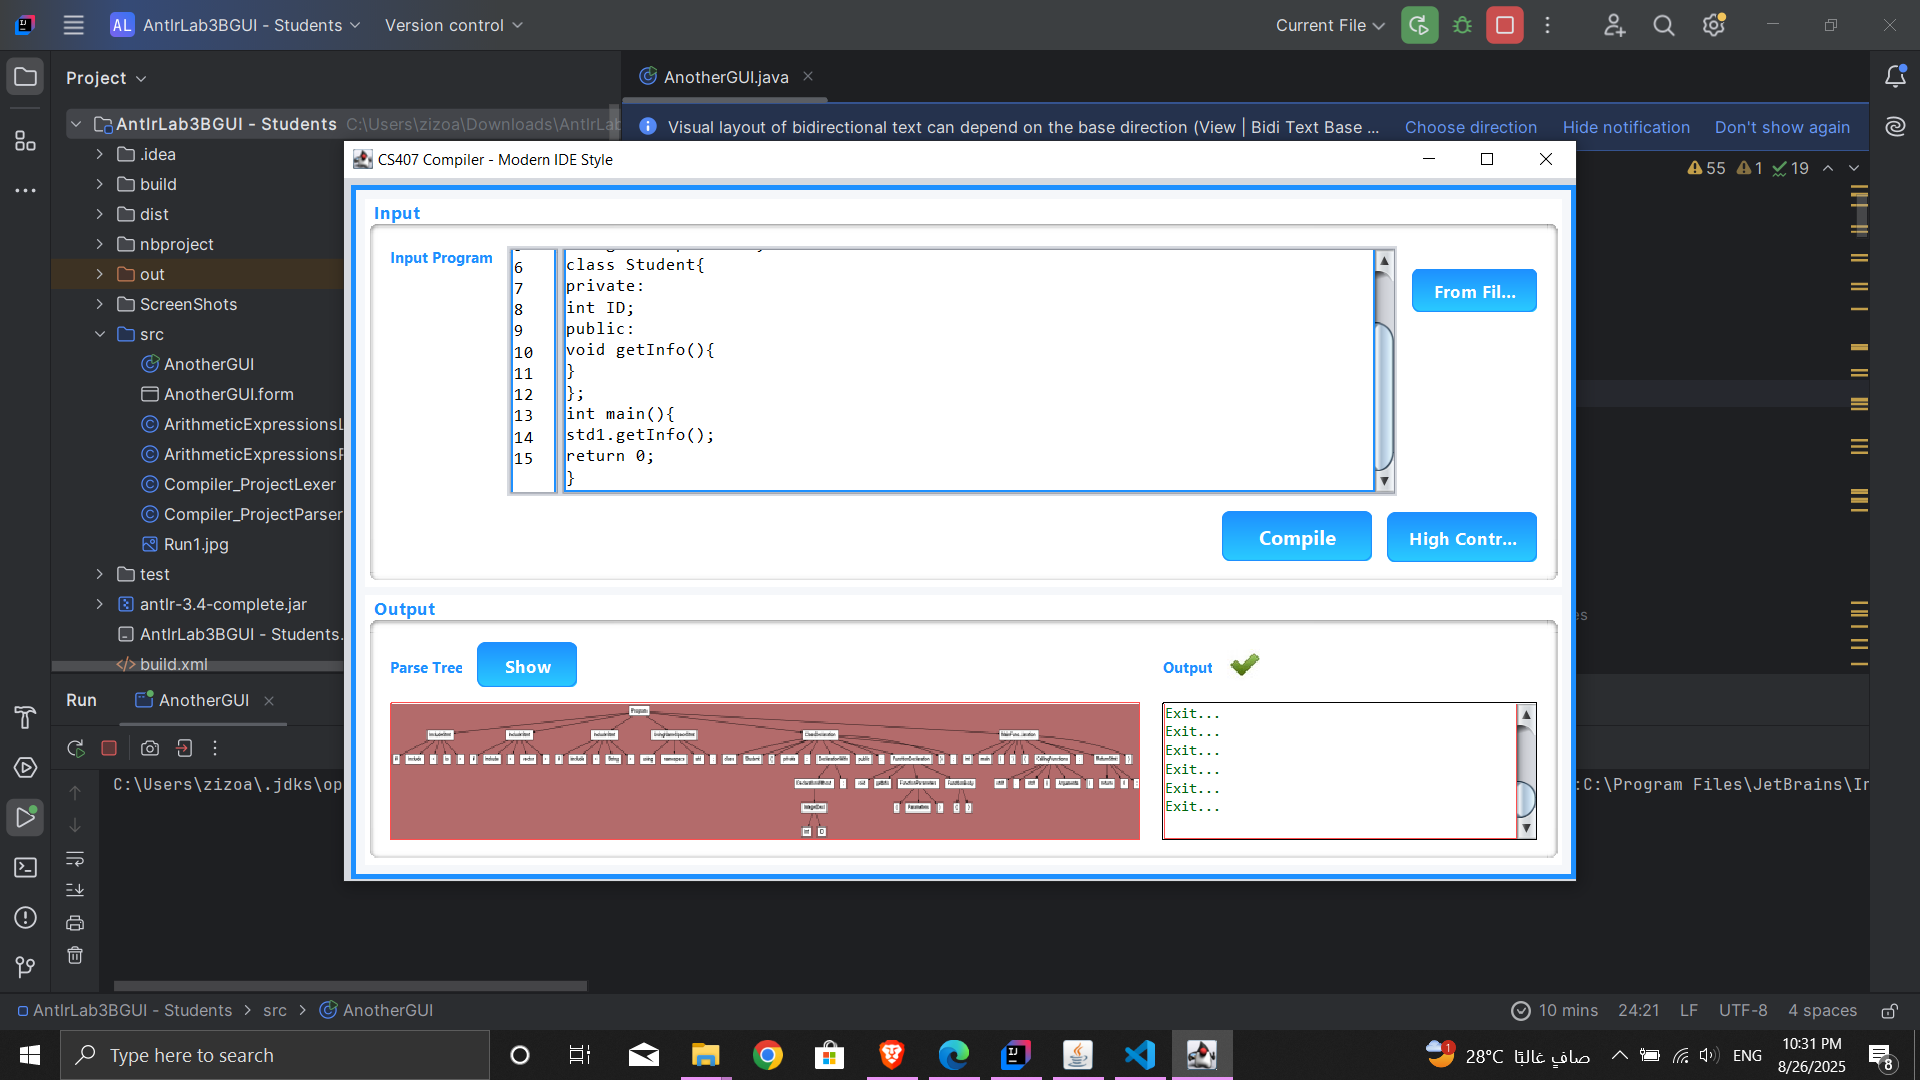 AL AntlrLab3BGUI - Students Version control Current File
Project
AnotherGUI.java
AntlrLab3BGUI - Students C:\Users\zizoa\Downloads\AntlrLab
Visual layout of bidirectional text can depend on the base direction (View | Bidi Text Base ... Choose direction Hide notification Don't show again
55 1 19
.idea
build
dist
nbproject
out
ScreenShots
src
AnotherGUI
AnotherGUI.form
ArithmeticExpressionsL
ArithmeticExpressionsP
Compiler_ProjectLexer
Compiler_ProjectParser
Run1.jpg
test
antlr-3.4-complete.jar
AntlrLab3BGUI - Students.
build.xml
CS407 Compiler - Modern IDE Style
Input
Input Program
6 class Student{
7 private:
8 int ID;
9 public:
10 void getInfo(){
11 }
12 };
13 int main(){
14 std1.getInfo();
15 return 0;
}
From Fil...
Compile
High Contr...
Output
Parse Tree
Show
Output
Program
Exit...
Exit...
Exit...
Exit...
Exit...
Exit...
Run AnotherGUI
C:\Users\zizoa\.jdks\op
:C:\Program Files\JetBrains\In
AntlrLab3BGUI - Students > src > AnotherGUI
10 mins 24:21 LF UTF-8 4 spaces
Type here to search
28°C صافٍ غالبًا
ENG
10:31 PM
8/26/2025
8